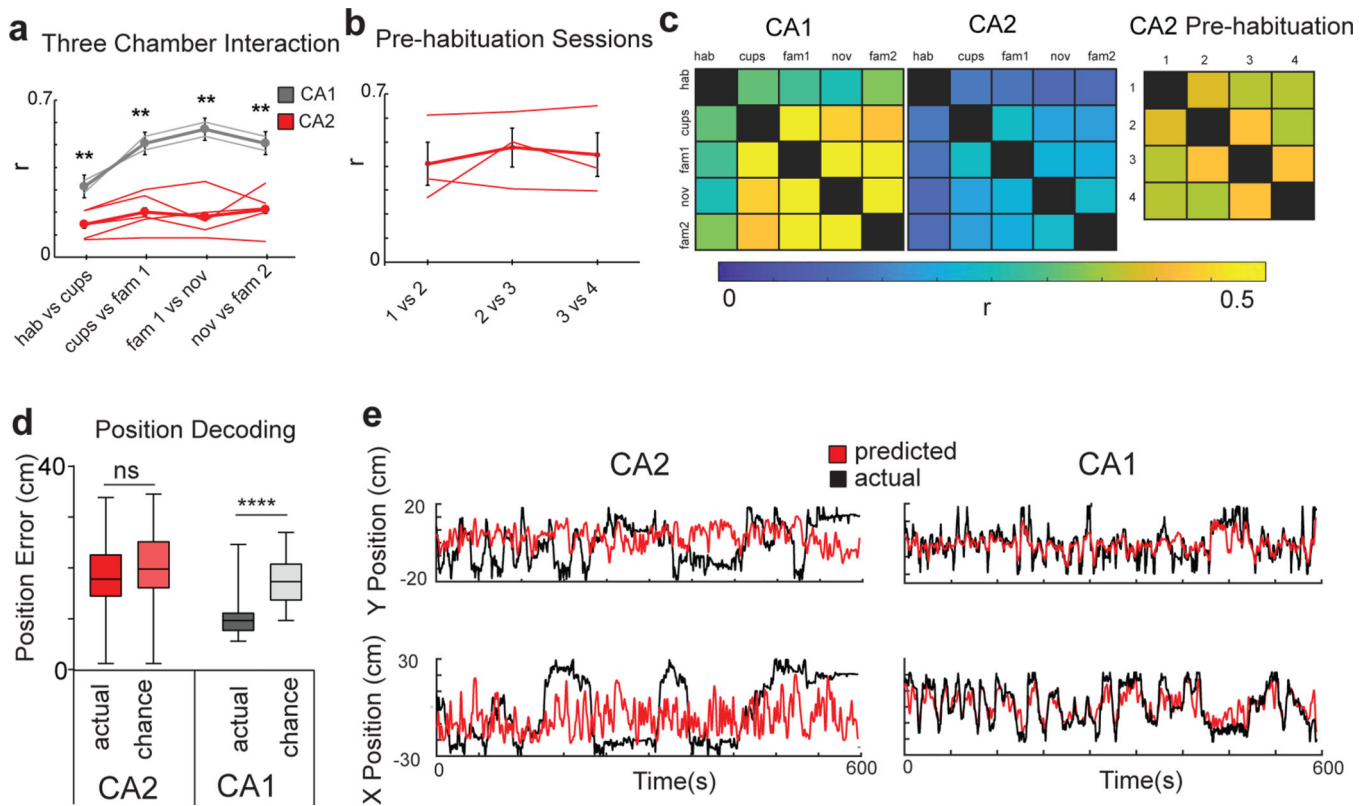 a Three Chamber Interaction
0.7
r
0
** ** ** **
CA1
CA2
hab vs cups
cups vs fam 1
fam 1 vs nov
nov vs fam 2
b Pre-habituation Sessions
0.7
r
0
1 vs 2
2 vs 3
3 vs 4
c
CA1
hab cups fam1 nov fam2
hab
cups
fam1
nov
fam2
CA2
hab cups fam1 nov fam2
CA2 Pre-habituation
1 2 3 4
1
2
3
4
0 0.5
r
d Position Decoding
Position Error (cm)
40
0
ns
****
actual
chance
actual
chance
CA2 CA1
e
CA2
predicted
actual
CA1
Y Position (cm)
20
-20
X Position (cm)
30
-30
0 Time(s) 600
0 Time(s) 600